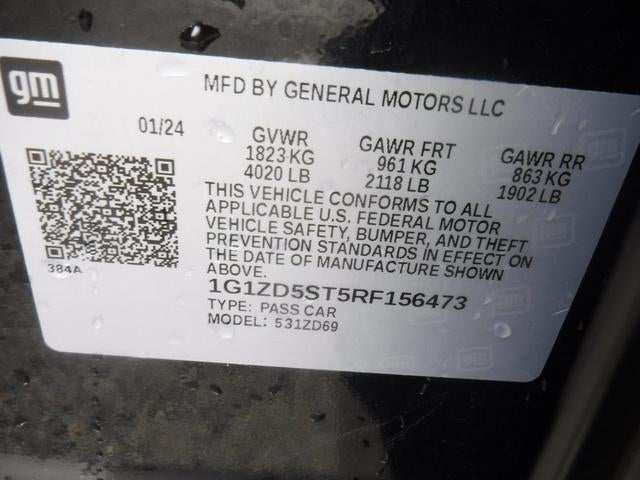 gm
MFD BY GENERAL MOTORS LLC
01/24
GVWR
1823 KG
4020 LB
GAWR FRT
961 KG
2118 LB
GAWR RR
863 KG
1902 LB
THIS VEHICLE CONFORMS TO ALL
APPLICABLE U.S. FEDERAL MOTOR
VEHICLE SAFETY, BUMPER, AND THEFT
PREVENTION STANDARDS IN EFFECT ON
THE DATE OF MANUFACTURE SHOWN
ABOVE.
384A
1G1ZD5ST5RF156473
TYPE: PASS CAR
MODEL: 531ZD69